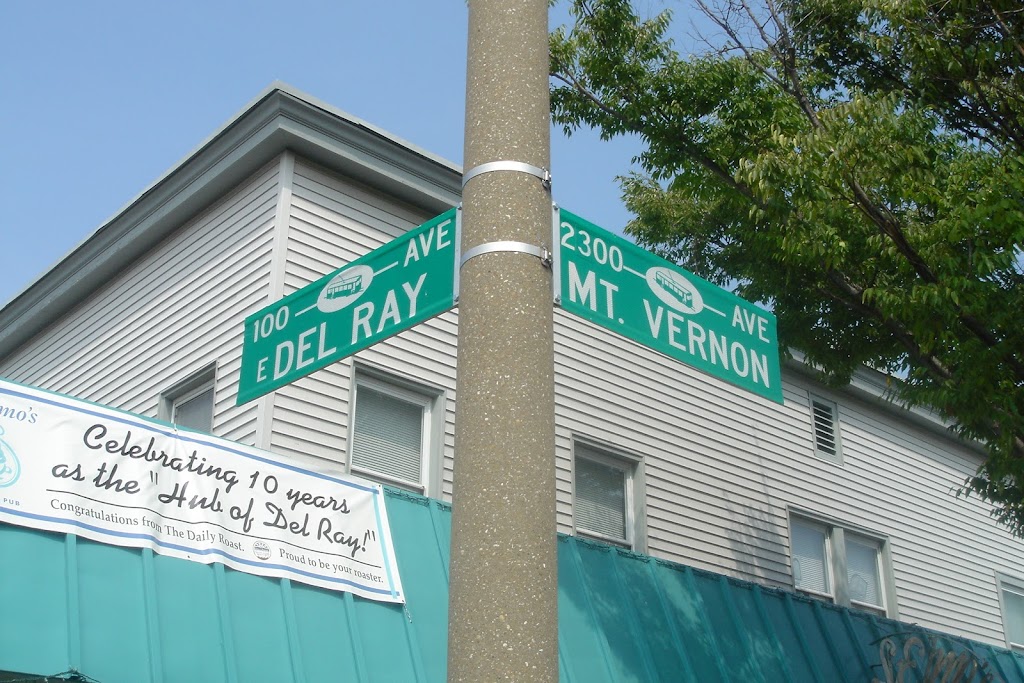 100 AVE
E DEL RAY
2300 AVE
MT. VERNON
Celebrating 10 years
as the "Hub of Del Ray!"
Congratulations from The Daily Roast. Proud to be your roaster.
PUB